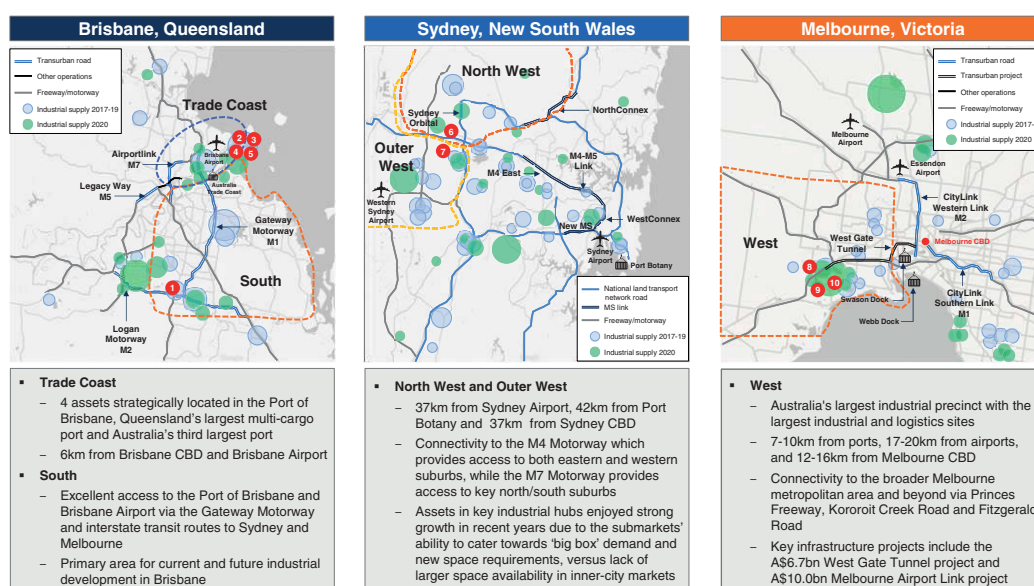 Brisbane, Queensland
Transurban road
Other operations
Freeway/motorway
Industrial supply 2017-19
Industrial supply 2020
Trade Coast
2
3
4
5
Brisbane
Airport
Airportlink
M7
Australia
Trade Coast
Legacy Way
M5
Gateway
Motorway
M1
South
1
Logan
Motorway
M2
▪ Trade Coast
– 4 assets strategically located in the Port of
Brisbane, Queensland's largest multi-cargo
port and Australia's third largest port
– 6km from Brisbane CBD and Brisbane Airport
▪ South
– Excellent access to the Port of Brisbane and
Brisbane Airport via the Gateway Motorway
and interstate transit routes to Sydney and
Melbourne
– Primary area for current and future industrial
development in Brisbane
Sydney, New South Wales
North West
Sydney
Orbital
NorthConnex
6
7
Outer
West
M4-M5
Link
M4 East
Western
Sydney
Airport
WestConnex
New M5
Sydney
Airport
Port Botany
National land transport
network road
M5 link
Freeway/motorway
Industrial supply 2017-19
Industrial supply 2020
▪ North West and Outer West
– 37km from Sydney Airport, 42km from Port
Botany and 37km from Sydney CBD
– Connectivity to the M4 Motorway which
provides access to both eastern and western
suburbs, while the M7 Motorway provides
access to key north/south suburbs
– Assets in key industrial hubs enjoyed strong
growth in recent years due to the submarkets'
ability to cater towards 'big box' demand and
new space requirements, versus lack of
larger space availability in inner-city markets
Melbourne, Victoria
Transurban road
Transurban project
Other operations
Freeway/motorway
Industrial supply 2017-
Industrial supply 2020
Melbourne
Airport
Essendon
Airport
CityLink
Western Link
M2
West
West Gate
Tunnel
Melbourne CBD
8
9
10
Swason Dock
CityLink
Southern Link
M1
Webb Dock
▪ West
– Australia's largest industrial precinct with the
largest industrial and logistics sites
– 7-10km from ports, 17-20km from airports,
and 12-16km from Melbourne CBD
– Connectivity to the broader Melbourne
metropolitan area and beyond via Princes
Freeway, Kororoit Creek Road and Fitzgerald
Road
– Key infrastructure projects include the
A$6.7bn West Gate Tunnel project and
A$10.0bn Melbourne Airport Link project